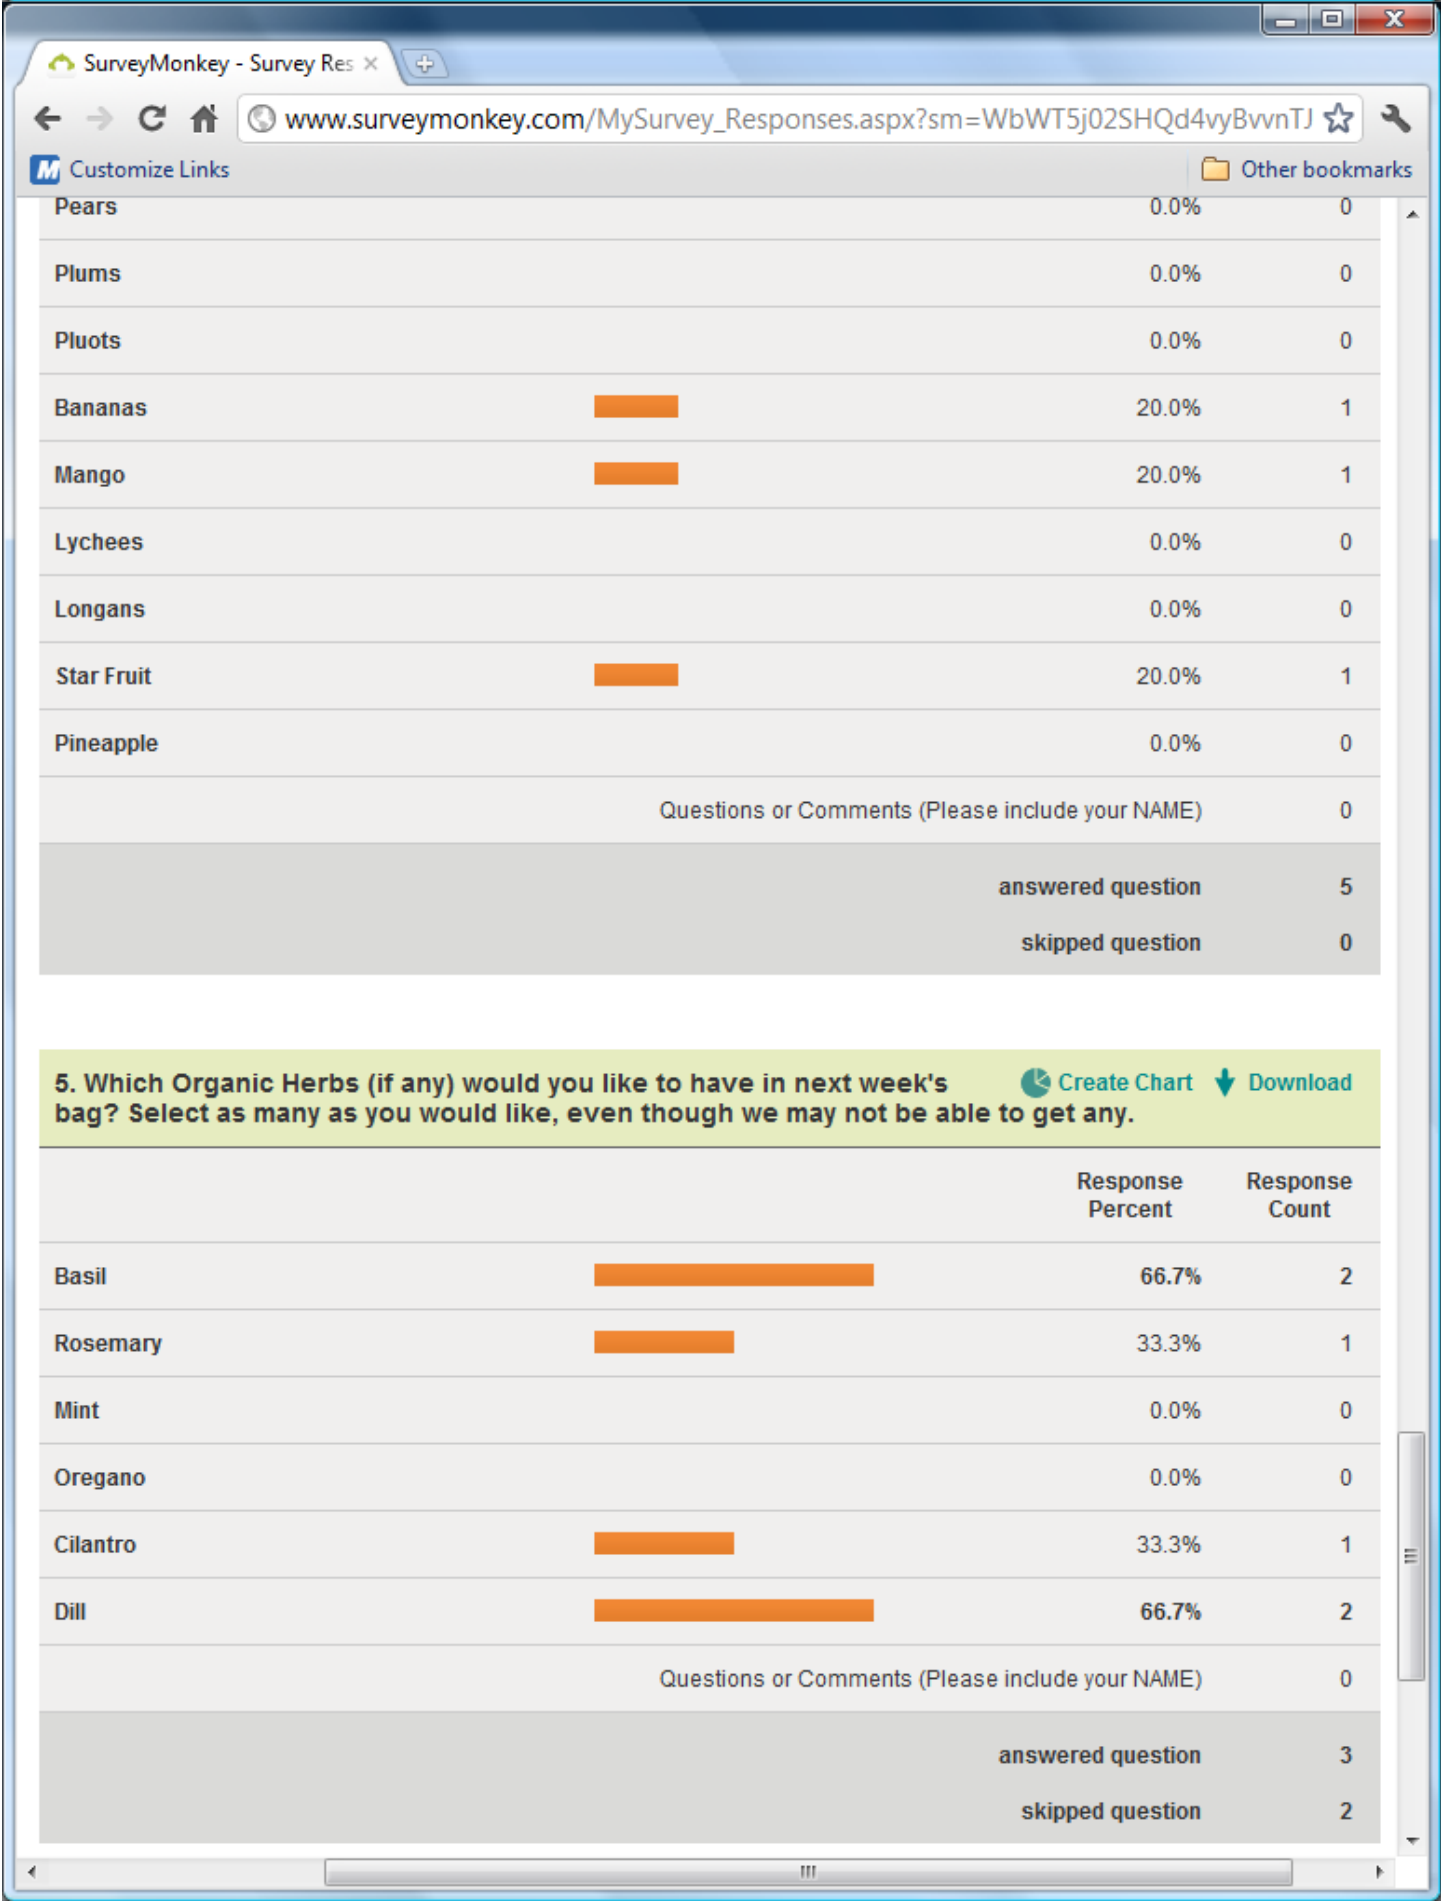 SurveyMonkey - Survey Res
www.surveymonkey.com/MySurvey_Responses.aspx?sm=WbWT5j02SHQd4vyBvvnTJ
Customize Links Other bookmarks
Pears 0.0% 0
Plums 0.0% 0
Pluots 0.0% 0
Bananas 20.0% 1
Mango 20.0% 1
Lychees 0.0% 0
Longans 0.0% 0
Star Fruit 20.0% 1
Pineapple 0.0% 0
Questions or Comments (Please include your NAME) 0
answered question 5
skipped question 0
5. Which Organic Herbs (if any) would you like to have in next week's Create Chart Download
bag? Select as many as you would like, even though we may not be able to get any.
Response Response
Percent Count
Basil 66.7% 2
Rosemary 33.3% 1
Mint 0.0% 0
Oregano 0.0% 0
Cilantro 33.3% 1
Dill 66.7% 2
Questions or Comments (Please include your NAME) 0
answered question 3
skipped question 2